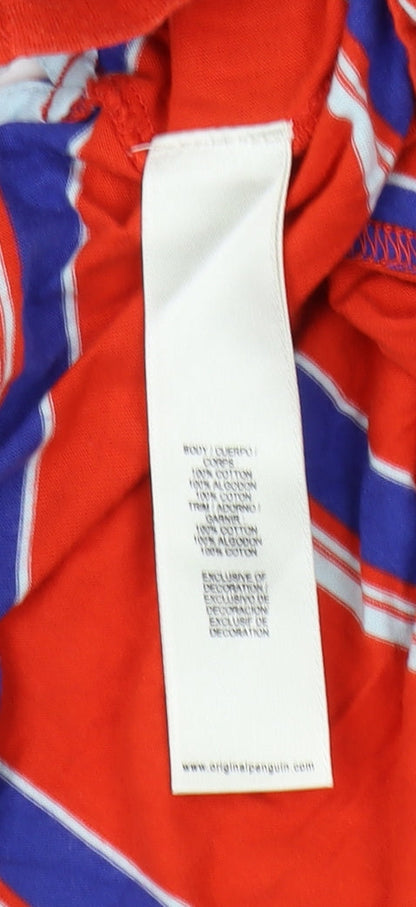 BODY / CUERPO /
CORPS
100% COTTON
100% ALGODON
100% COTON
TRIM / ADORNO /
GARNIR
100% COTTON
100% ALGODON
100% COTON
EXCLUSIVE OF
DECORATION /
EXCLUSIVO DE
DECORACION
EXCLUSIF DE
DECORATION
www.originalpenguin.com